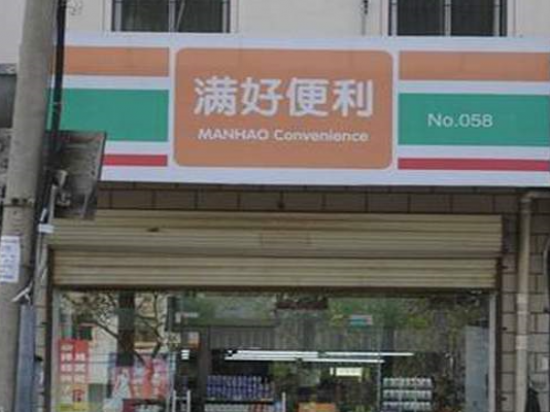 满好便利
MANHAO Convenience
No.058